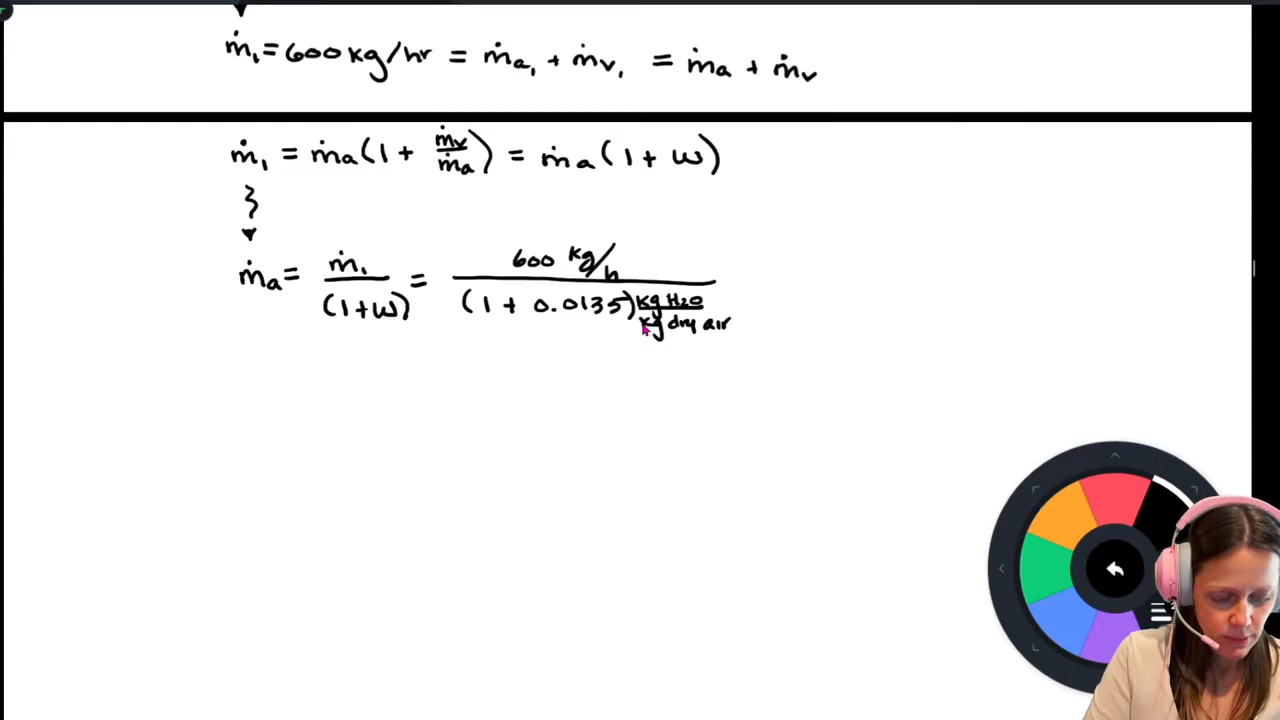 ṁ₁ = 600 kg/hr = ṁa₁ + ṁv₁ = ṁa + ṁv
ṁ₁ = ṁa(1 + ṁv/ṁa) = ṁa(1 + ω)
ṁa = ṁ₁/(1+ω) = 600 kg/h / (1 + 0.0135) kg H2O/kg dry air